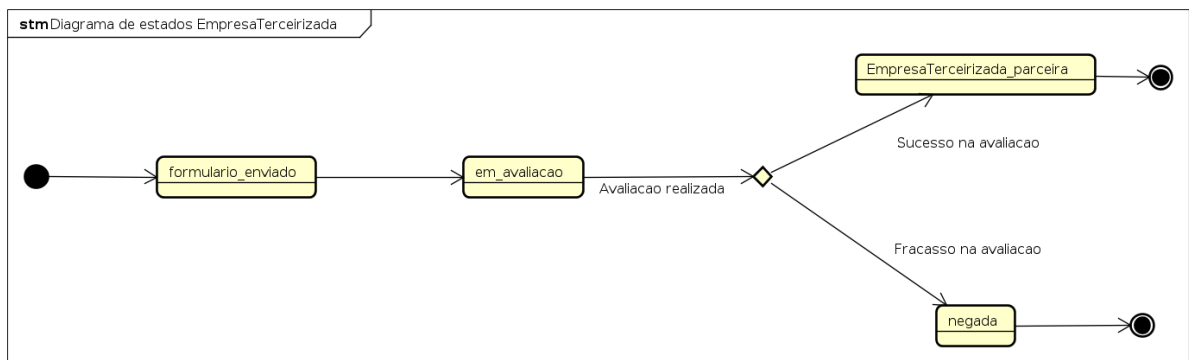 stm Diagrama de estados EmpresaTerceirizada
EmpresaTerceirizada_parceira
Sucesso na avaliacao
formulario_enviado
em_avaliacao
Avaliacao realizada
Fracasso na avaliacao
negada